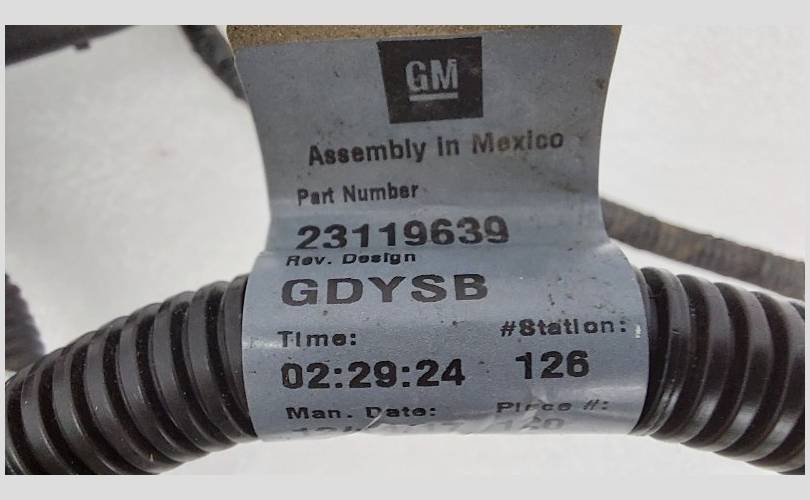 GM
Assembly in Mexico
Part Number
23119639
Rev. Design
GDYSB
Time: #Station:
02:29:24 126
Man. Date: Piece #: